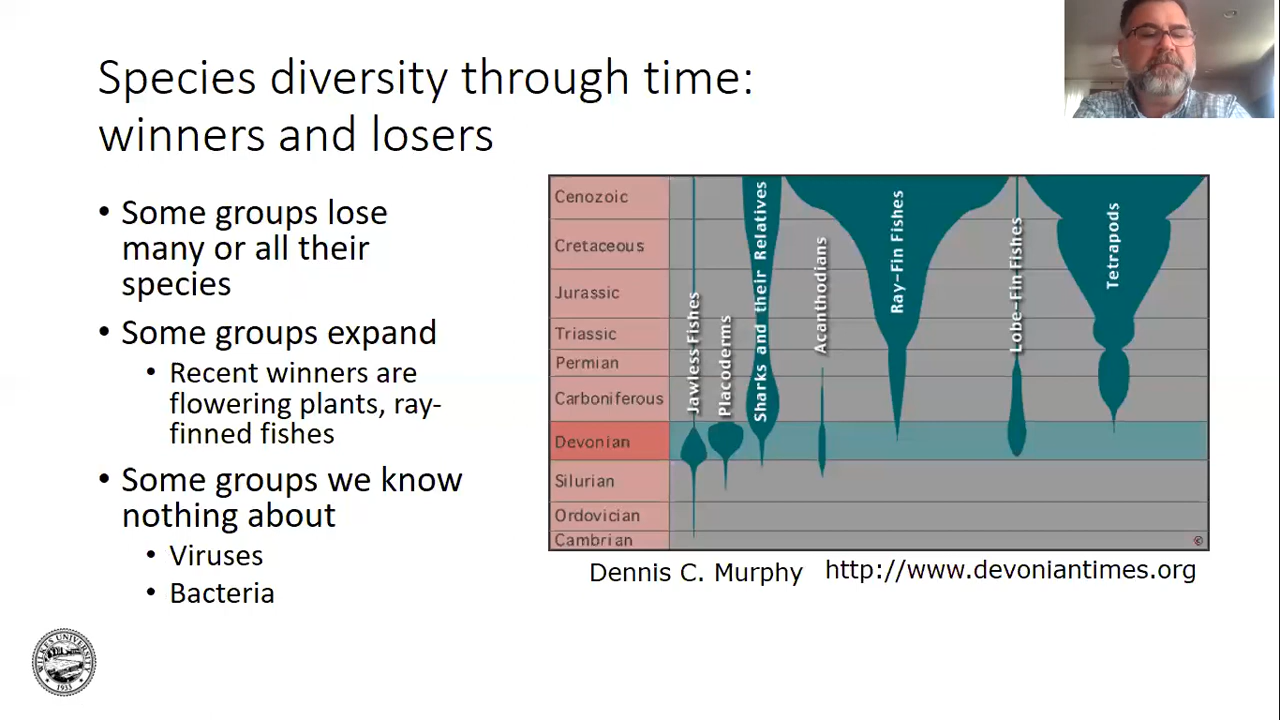 Species diversity through time:
winners and losers
• Some groups lose
many or all their
species
• Some groups expand
• Recent winners are
flowering plants, ray-
finned fishes
• Some groups we know
nothing about
• Viruses
• Bacteria
Cenozoic
Cretaceous
Jurassic
Triassic
Permian
Carboniferous
Devonian
Silurian
Ordovician
Cambrian
Jawless Fishes
Placoderms
Sharks and their Relatives
Acanthodians
Ray-Fin Fishes
Lobe-Fin Fishes
Tetrapods
©
Dennis C. Murphy http://www.devoniantimes.org
WILKES UNIVERSITY
1933